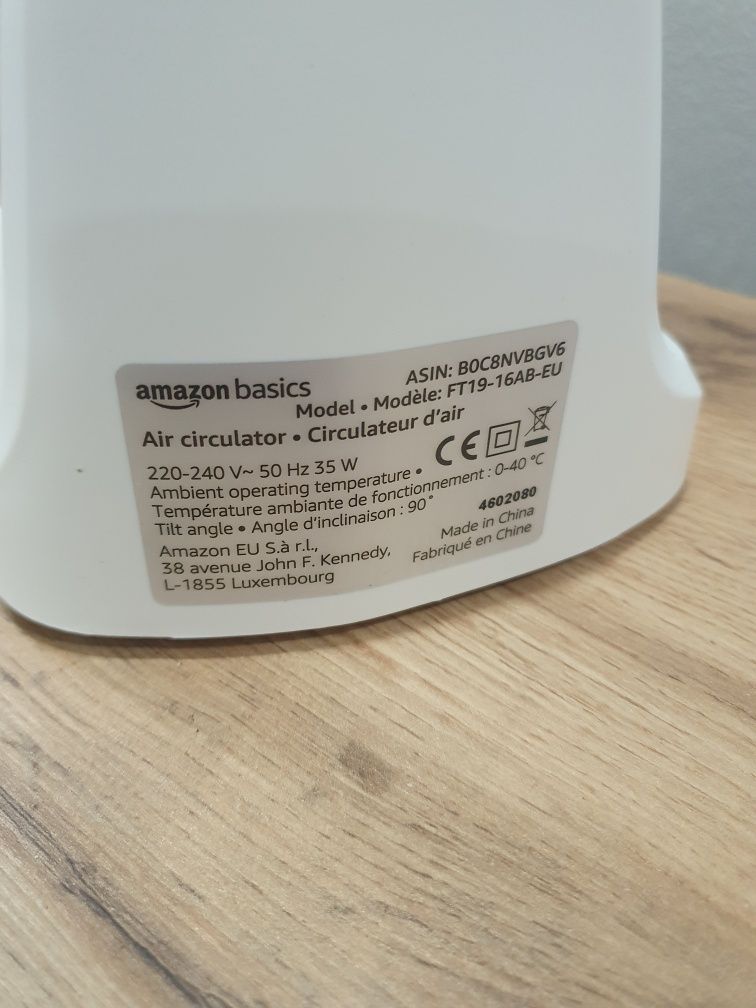 amazon basics
ASIN: B0C8NVBGV6
Model • Modèle: FT19-16AB-EU
Air circulator • Circulateur d'air
220-240 V~ 50 Hz 35 W
Ambient operating temperature •
Température ambiante de fonctionnement : 0-40 °C
Tilt angle • Angle d'inclinaison : 90°
CE
4602080
Amazon EU S.à r.l.,
38 avenue John F. Kennedy,
L-1855 Luxembourg
Made in China
Fabriqué en Chine